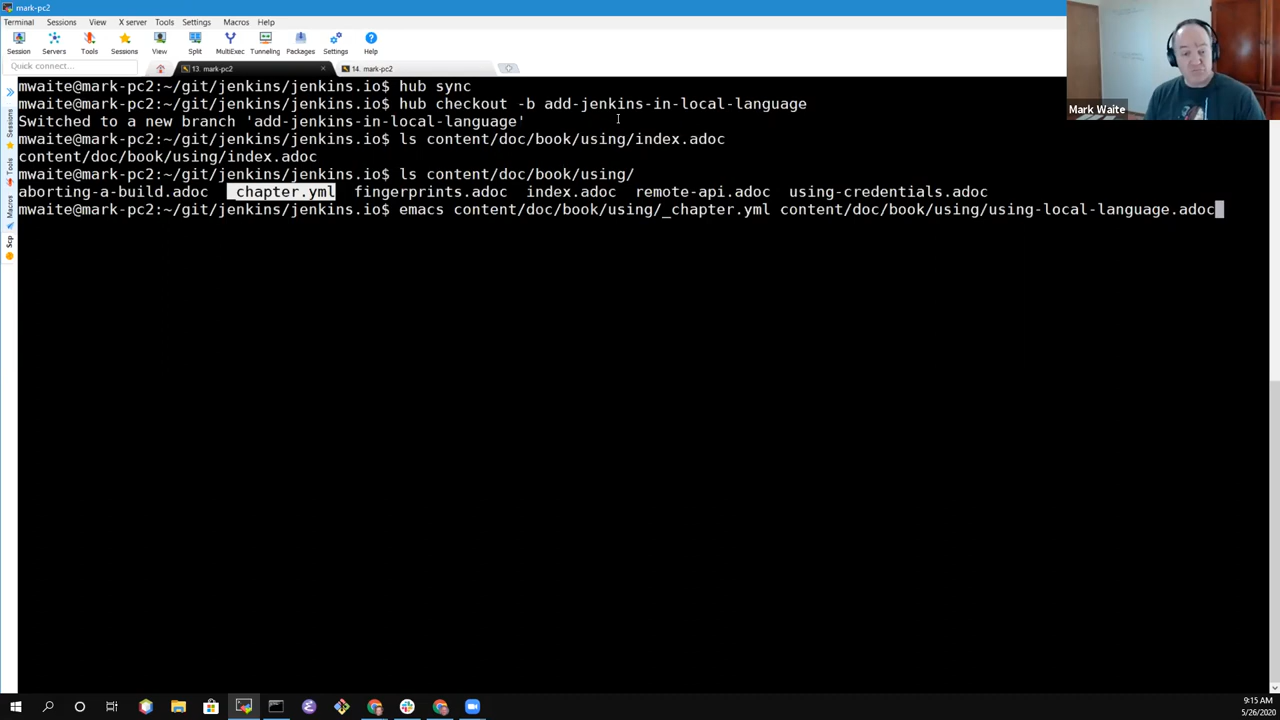 mark-pc2
Terminal Sessions View X server Tools Settings Macros Help
Session Servers Tools Sessions View Split MultiExec Tunneling Packages Settings Help
Quick connect...
13. mark-pc2
14. mark-pc2
Mark Waite
Sessions
Tools
Macros
Scp
mwaite@mark-pc2:~/git/jenkins/jenkins.io$ hub sync
mwaite@mark-pc2:~/git/jenkins/jenkins.io$ hub checkout -b add-jenkins-in-local-language
Switched to a new branch 'add-jenkins-in-local-language'
mwaite@mark-pc2:~/git/jenkins/jenkins.io$ ls content/doc/book/using/index.adoc
content/doc/book/using/index.adoc
mwaite@mark-pc2:~/git/jenkins/jenkins.io$ ls content/doc/book/using/
aborting-a-build.adoc _chapter.yml fingerprints.adoc index.adoc remote-api.adoc using-credentials.adoc
mwaite@mark-pc2:~/git/jenkins/jenkins.io$ emacs content/doc/book/using/_chapter.yml content/doc/book/using/using-local-language.adoc
9:15 AM
5/26/2020